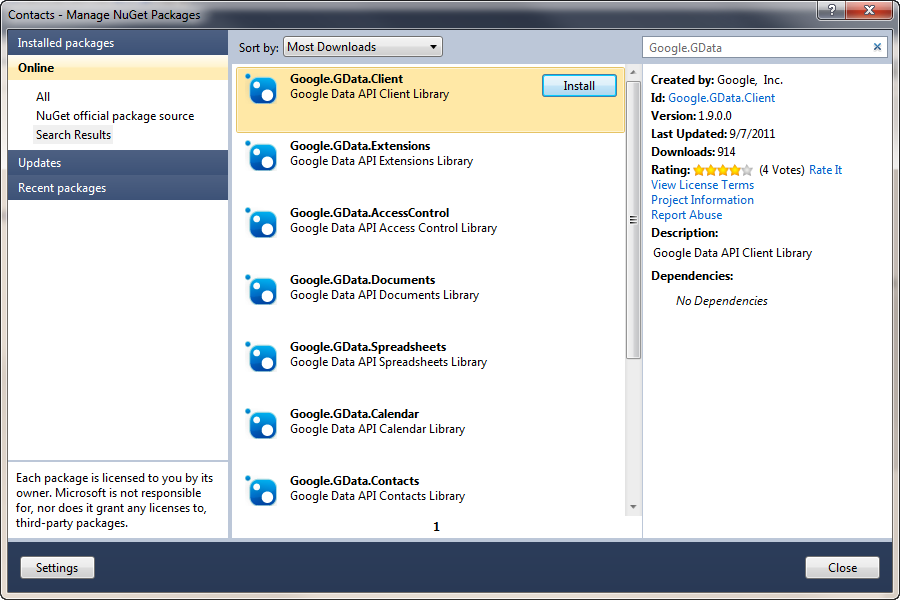 Contacts - Manage NuGet Packages
?
Installed packages
Online
All
NuGet official package source
Search Results
Updates
Recent packages
Each package is licensed to you by its
owner. Microsoft is not responsible
for, nor does it grant any licenses to,
third-party packages.
Sort by: Most Downloads
Google.GData.Client
Google Data API Client Library
Install
Google.GData.Extensions
Google Data API Extensions Library
Google.GData.AccessControl
Google Data API Access Control Library
Google.GData.Documents
Google Data API Documents Library
Google.GData.Spreadsheets
Google Data API Spreadsheets Library
Google.GData.Calendar
Google Data API Calendar Library
Google.GData.Contacts
Google Data API Contacts Library
1
Google.GData
Created by: Google, Inc.
Id: Google.GData.Client
Version: 1.9.0.0
Last Updated: 9/7/2011
Downloads: 914
Rating: (4 Votes) Rate It
View License Terms
Project Information
Report Abuse
Description:
Google Data API Client Library
Dependencies:
No Dependencies
Settings
Close